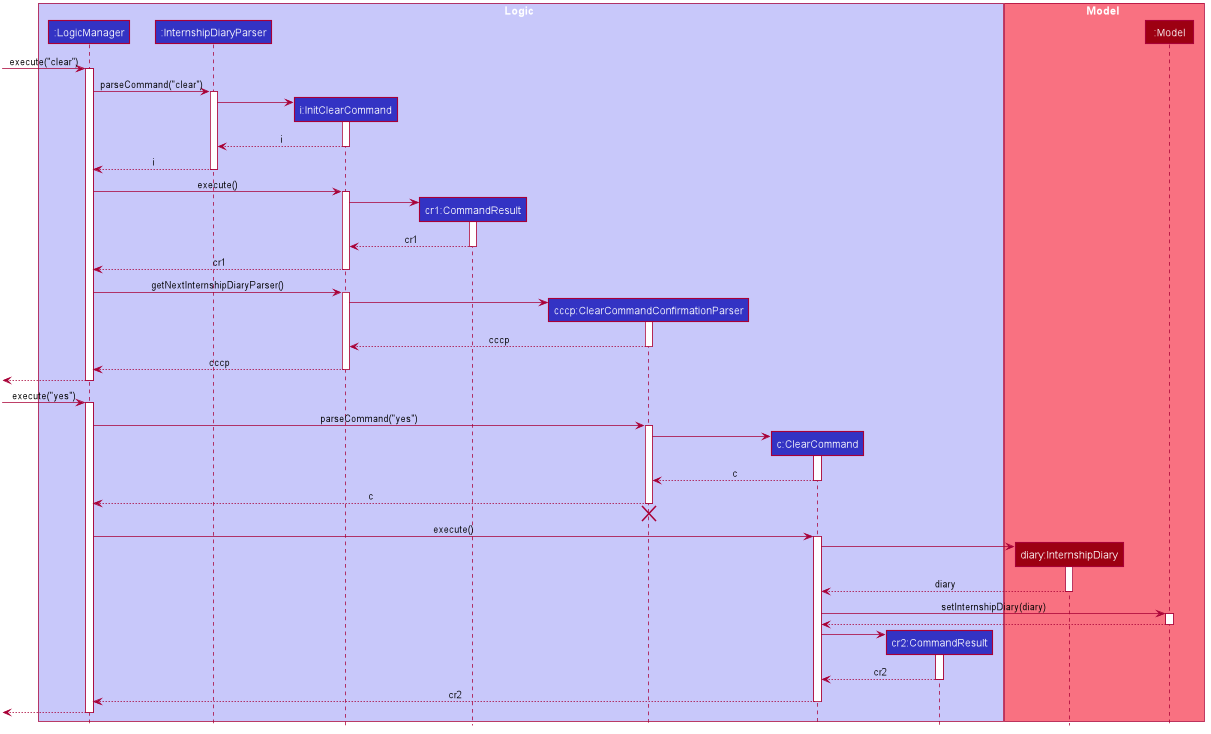 Logic
Model
:LogicManager
:InternshipDiaryParser
:Model
execute("clear")
parseCommand("clear")
i:InitClearCommand
i
i
execute()
cr1:CommandResult
cr1
cr1
getNextInternshipDiaryParser()
cccp:ClearCommandConfirmationParser
cccp
cccp
execute("yes")
parseCommand("yes")
c:ClearCommand
c
c
execute()
diary:InternshipDiary
diary
setInternshipDiary(diary)
cr2:CommandResult
cr2
cr2